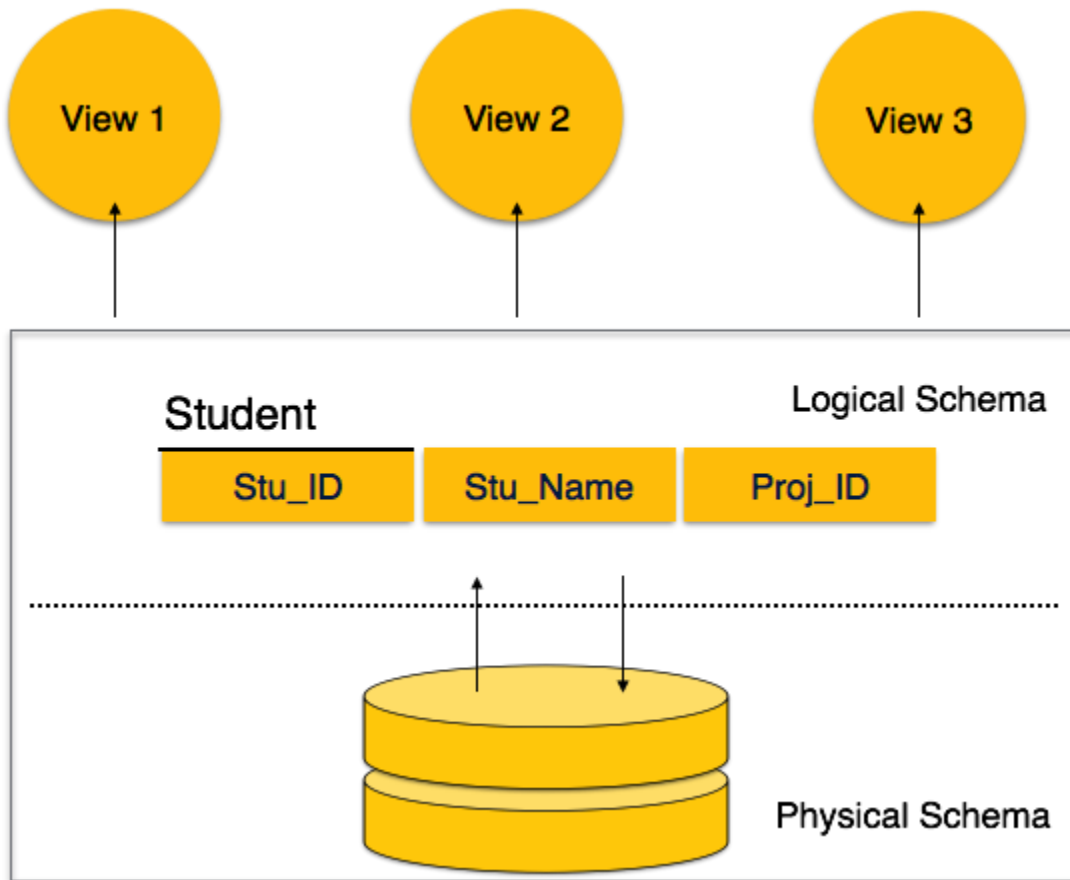 View 1
View 2
View 3
Logical Schema
Student
Stu_ID
Stu_Name
Proj_ID
Physical Schema